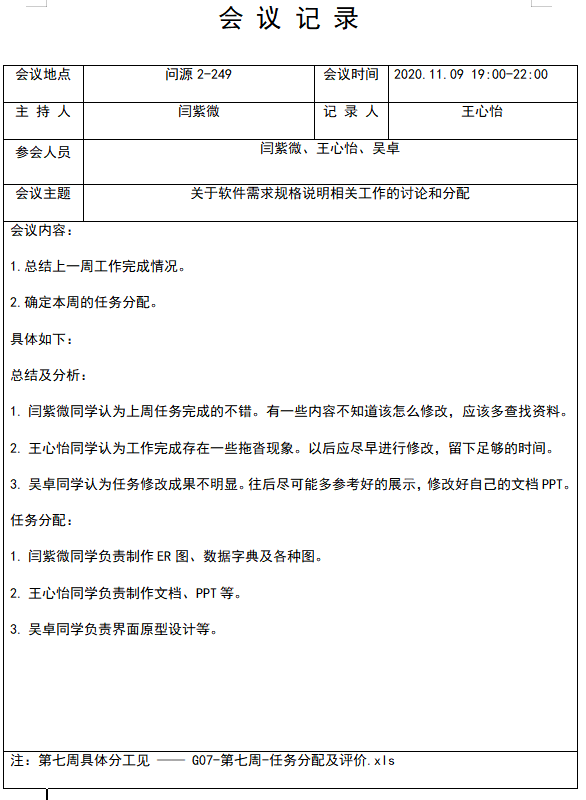 会 议 记 录
会议地点 问源 2-249 会议时间 2020.11.09 19:00-22:00
主 持 人 闫紫微 记 录 人 王心怡
参会人员 闫紫微、王心怡、吴卓
会议主题 关于软件需求规格说明相关工作的讨论和分配
会议内容：
1.总结上一周工作完成情况。
2.确定本周的任务分配。
具体如下：
总结及分析：
1. 闫紫微同学认为上周任务完成的不错。有一些内容不知道该怎么修改，应该多查找资料。
2. 王心怡同学认为工作完成存在一些拖沓现象。以后应尽早进行修改，留下足够的时间。
3. 吴卓同学认为任务修改成果不明显。往后尽可能多参考好的展示，修改好自己的文档 PPT。
任务分配：
1. 闫紫微同学负责制作 ER 图、数据字典及各种图。
2. 王心怡同学负责制作文档、PPT 等。
3. 吴卓同学负责界面原型设计等。
注：第七周具体分工见 —— G07-第七周-任务分配及评价.xls